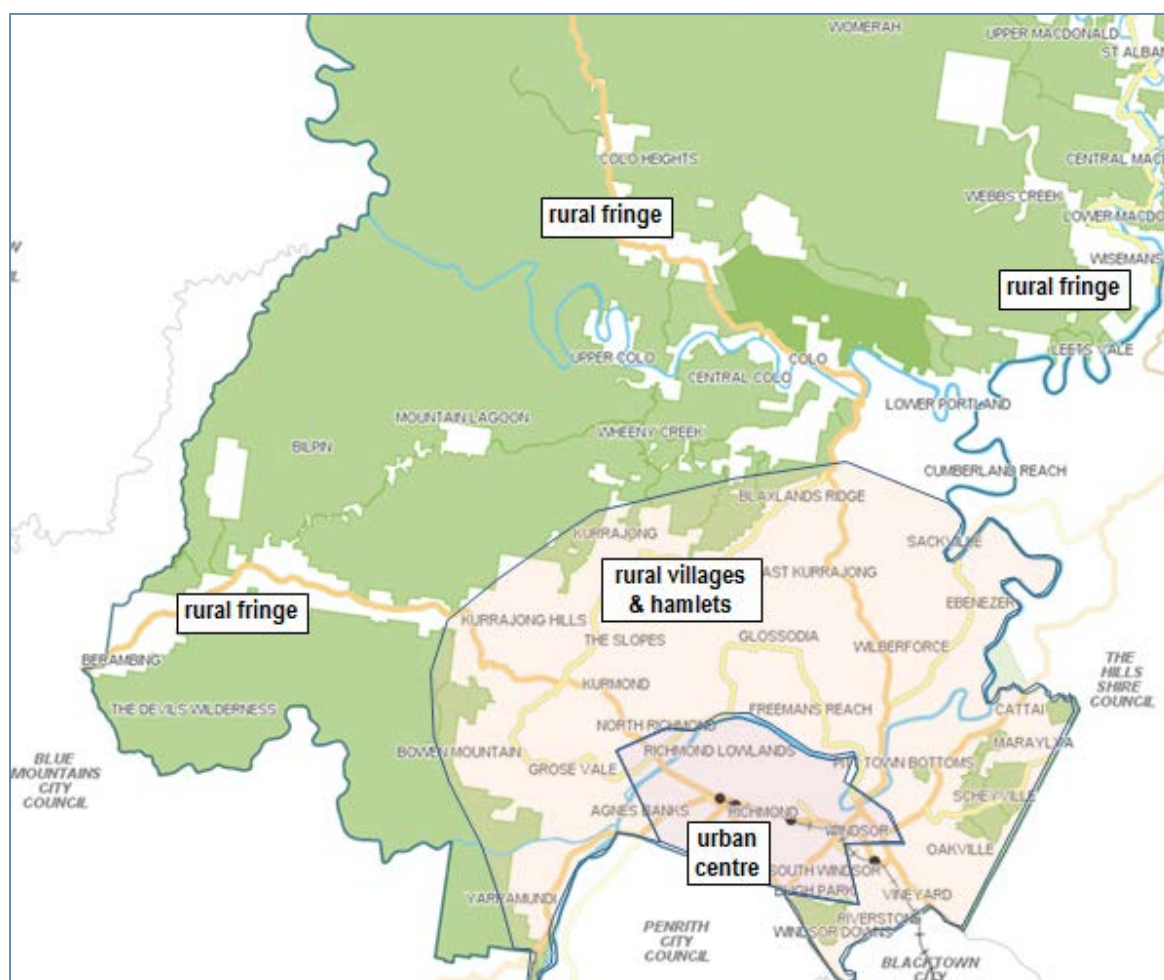 WOMERAH
UPPER MACDONALD
ST ALBAN
COLO HEIGHTS
CENTRAL MAC
WEBBS CREEK
rural fringe
LOWER MACDO
WISEMANS
rural fringe
LEETS VALE
UPPER COLO
COLO
CENTRAL COLO
LOWER PORTLAND
MOUNTAIN LAGOON
WHEENY CREEK
BILPIN
CUMBERLAND REACH
BLAXLANDS RIDGE
KURRAJONG
SACKVILLE
rural villages
& hamlets
AST KURRAJONG
rural fringe
EBENEZER
KURRAJONG HILLS
THE SLOPES
GLOSSODIA
WILBERFORCE
BERAMBING
THE
HILLS
SHIRE
COUNCIL
KURMOND
THE DEVILS WILDERNESS
FREEMANS REACH
CATTAI
NORTH RICHMOND
RICHMOND LOWLANDS
BOWEN MOUNTAIN
MARAYLYA
BLUE
MOUNTAINS
CITY
COUNCIL
GROSE VALE
TOWN BOTTOMS
SCHEYVILLE
AGNES BANKS
RICHMOND
WINDSOR
urban
centre
OAKVILLE
SOUTH WINDSOR
LIGH PARK
YARRAMUNDI
VINEYARD
RIVERSTON
PENRITH
CITY
COUNCIL
WINDSOR DOWNS
BLACKTOWN
CITY